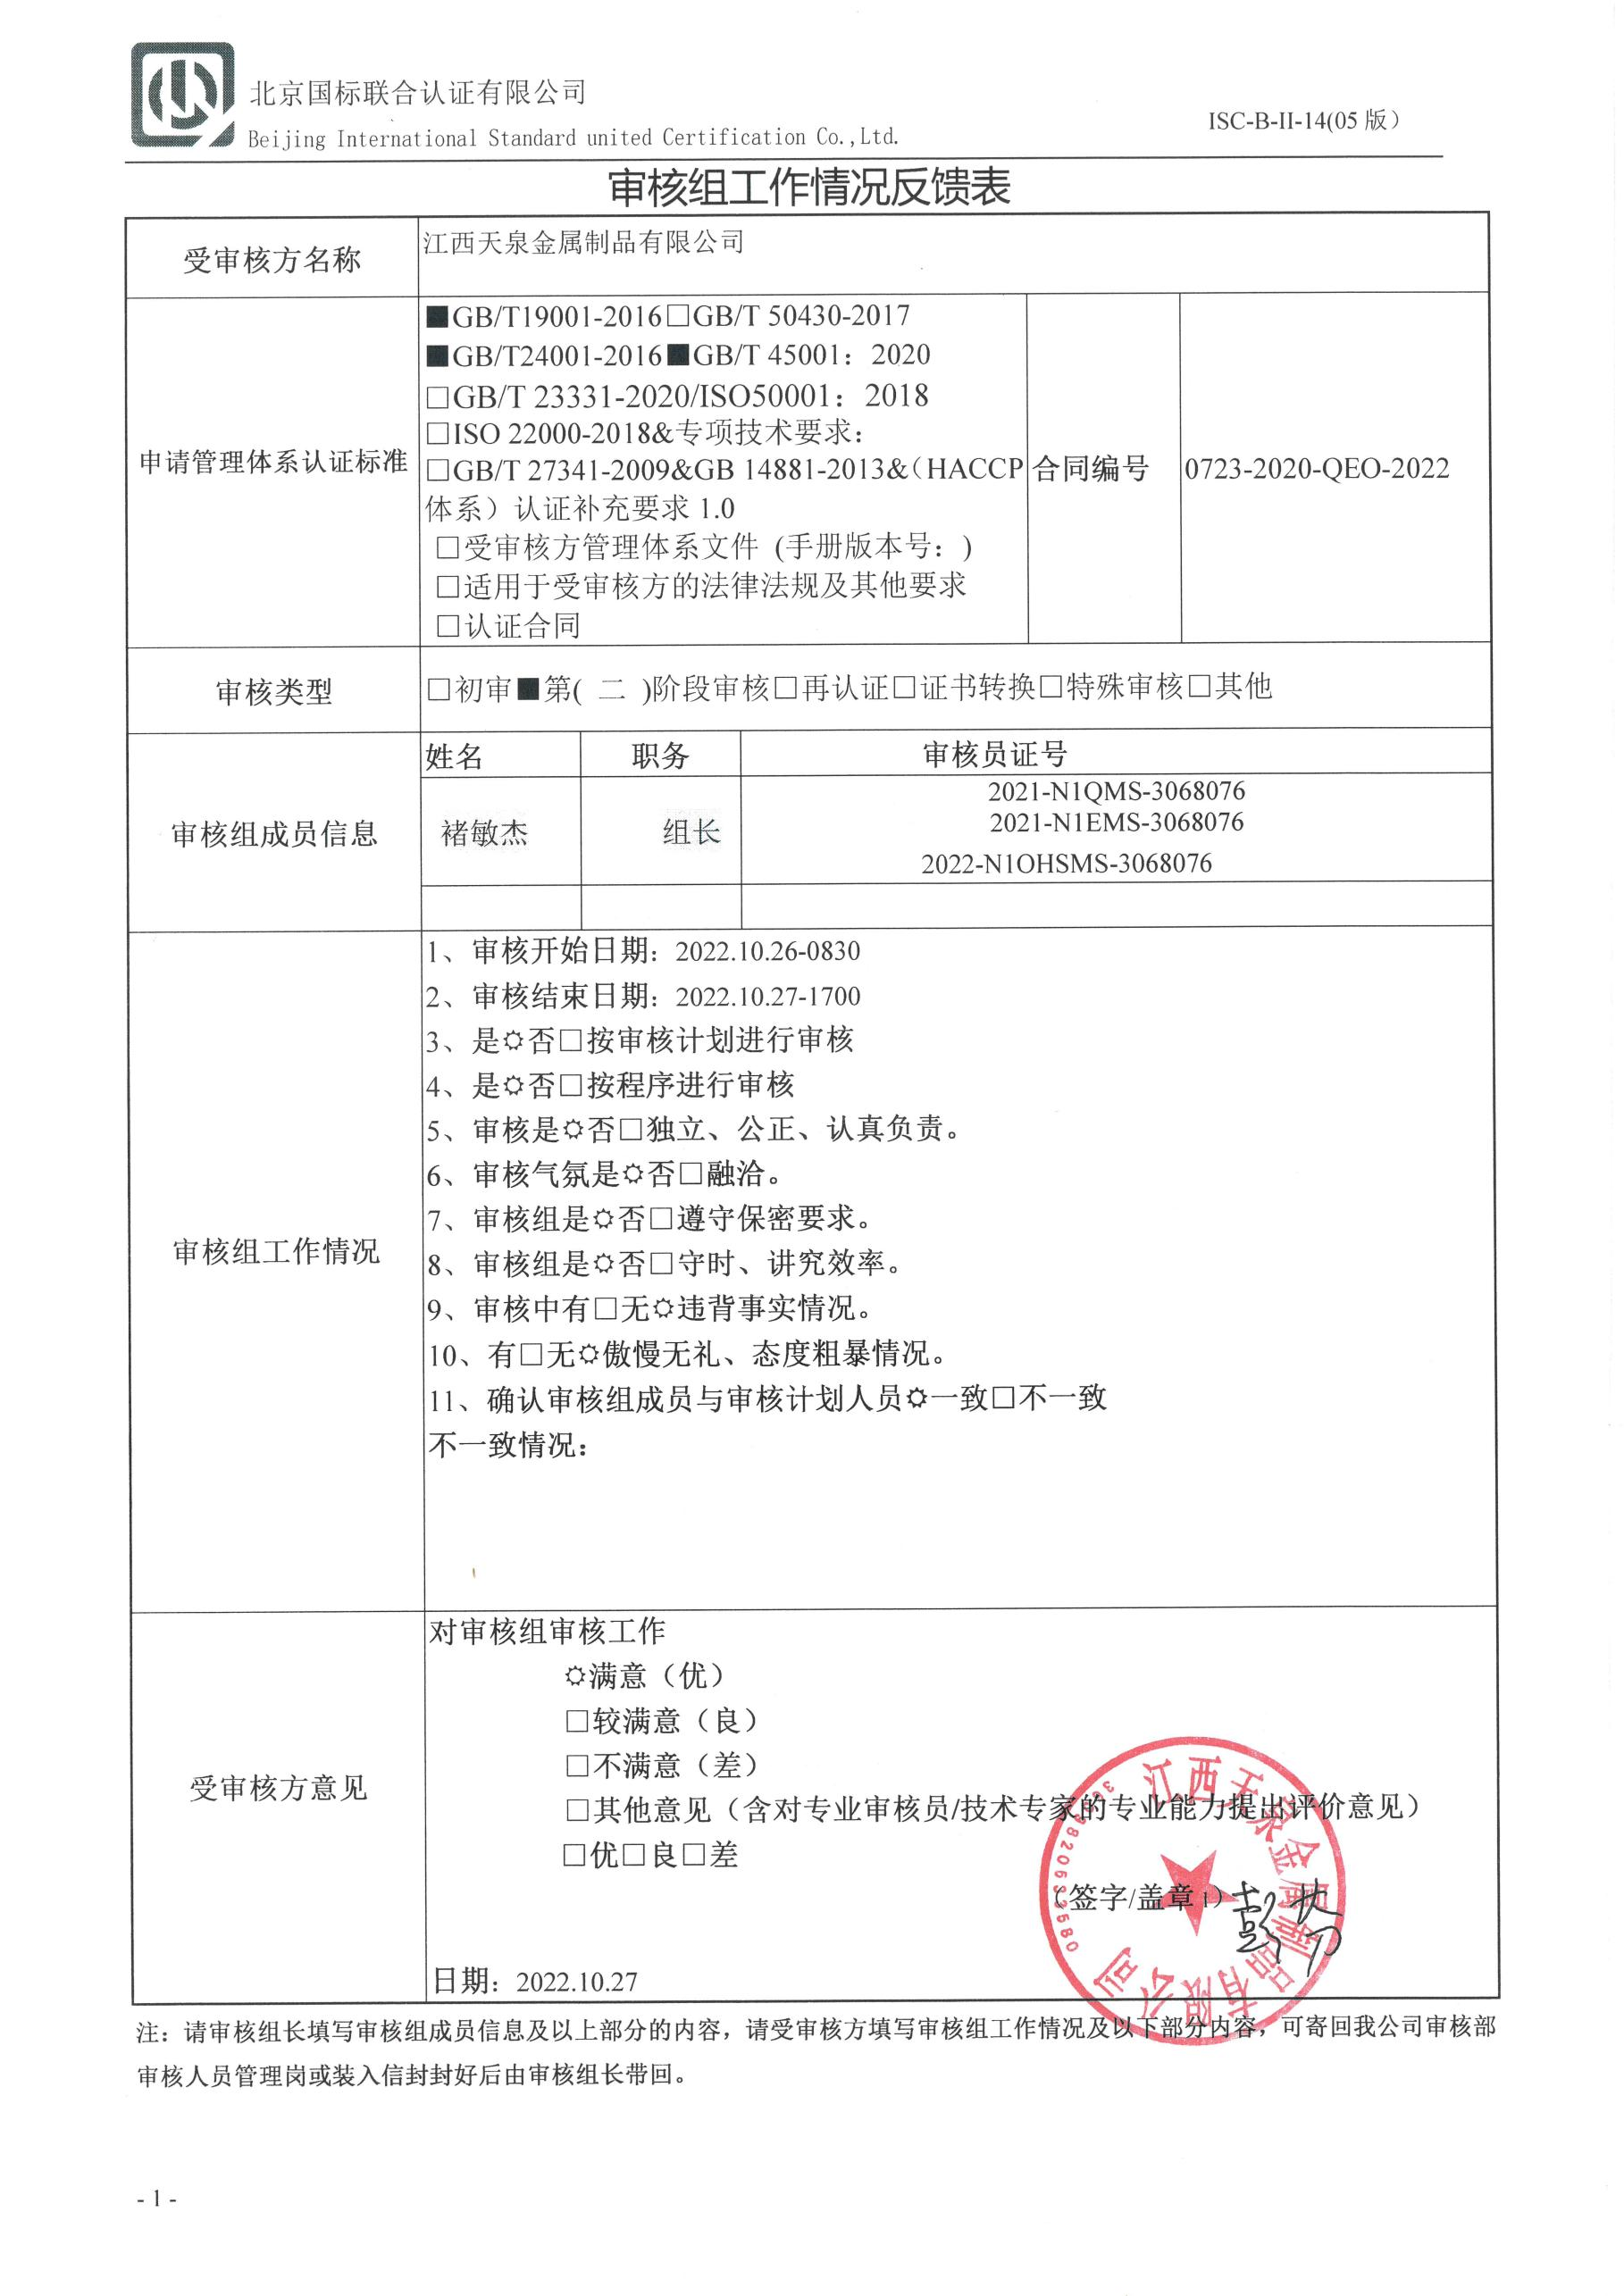 北京国标联合认证有限公司
Beijing International Standard united Certification Co.,Ltd.
ISC-B-II-14(05 版）
审核组工作情况反馈表
受审核方名称
江西天泉金属制品有限公司
申请管理体系认证标准
■GB/T19001-2016□GB/T 50430-2017
■GB/T24001-2016■GB/T 45001：2020
□GB/T 23331-2020/ISO50001：2018
□ISO 22000-2018&专项技术要求：
□GB/T 27341-2009&GB 14881-2013&（HACCP
体系）认证补充要求 1.0
□受审核方管理体系文件 (手册版本号：)
□适用于受审核方的法律法规及其他要求
□认证合同
合同编号
0723-2020-QEO-2022
审核类型
□初审■第( 二 )阶段审核□再认证□证书转换□特殊审核□其他
审核组成员信息
姓名 职务 审核员证号
褚敏杰 组长
2021-N1QMS-3068076
2021-N1EMS-3068076
2022-N1OHSMS-3068076
审核组工作情况
1、审核开始日期：2022.10.26-0830
2、审核结束日期：2022.10.27-1700
3、是☼否□按审核计划进行审核
4、是☼否□按程序进行审核
5、审核是☼否□独立、公正、认真负责。
6、审核气氛是☼否□融洽。
7、审核组是☼否□遵守保密要求。
8、审核组是☼否□守时、讲究效率。
9、审核中有□无☼违背事实情况。
10、有□无☼傲慢无礼、态度粗暴情况。
11、确认审核组成员与审核计划人员☼一致□不一致
不一致情况：
受审核方意见
对审核组审核工作
☼满意（优）
□较满意（良）
□不满意（差）
□其他意见（含对专业审核员/技术专家的专业能力提出评价意见）
□优□良□差
（签字/盖章）
江西天泉金属制品有限公司
日期：2022.10.27
注：请审核组长填写审核组成员信息及以上部分的内容，请受审核方填写审核组工作情况及以下部分内容，可寄回我公司审核部
审核人员管理岗或装入信封封好后由审核组长带回。
- 1 -